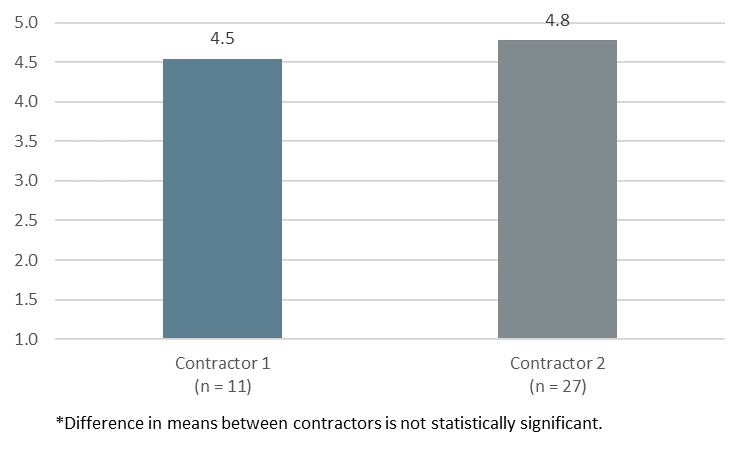 5.0
4.5
4.0
3.5
3.0
2.5
2.0
1.5
1.0
4.5
4.8
Contractor 1
(n = 11)
Contractor 2
(n = 27)
*Difference in means between contractors is not statistically significant.